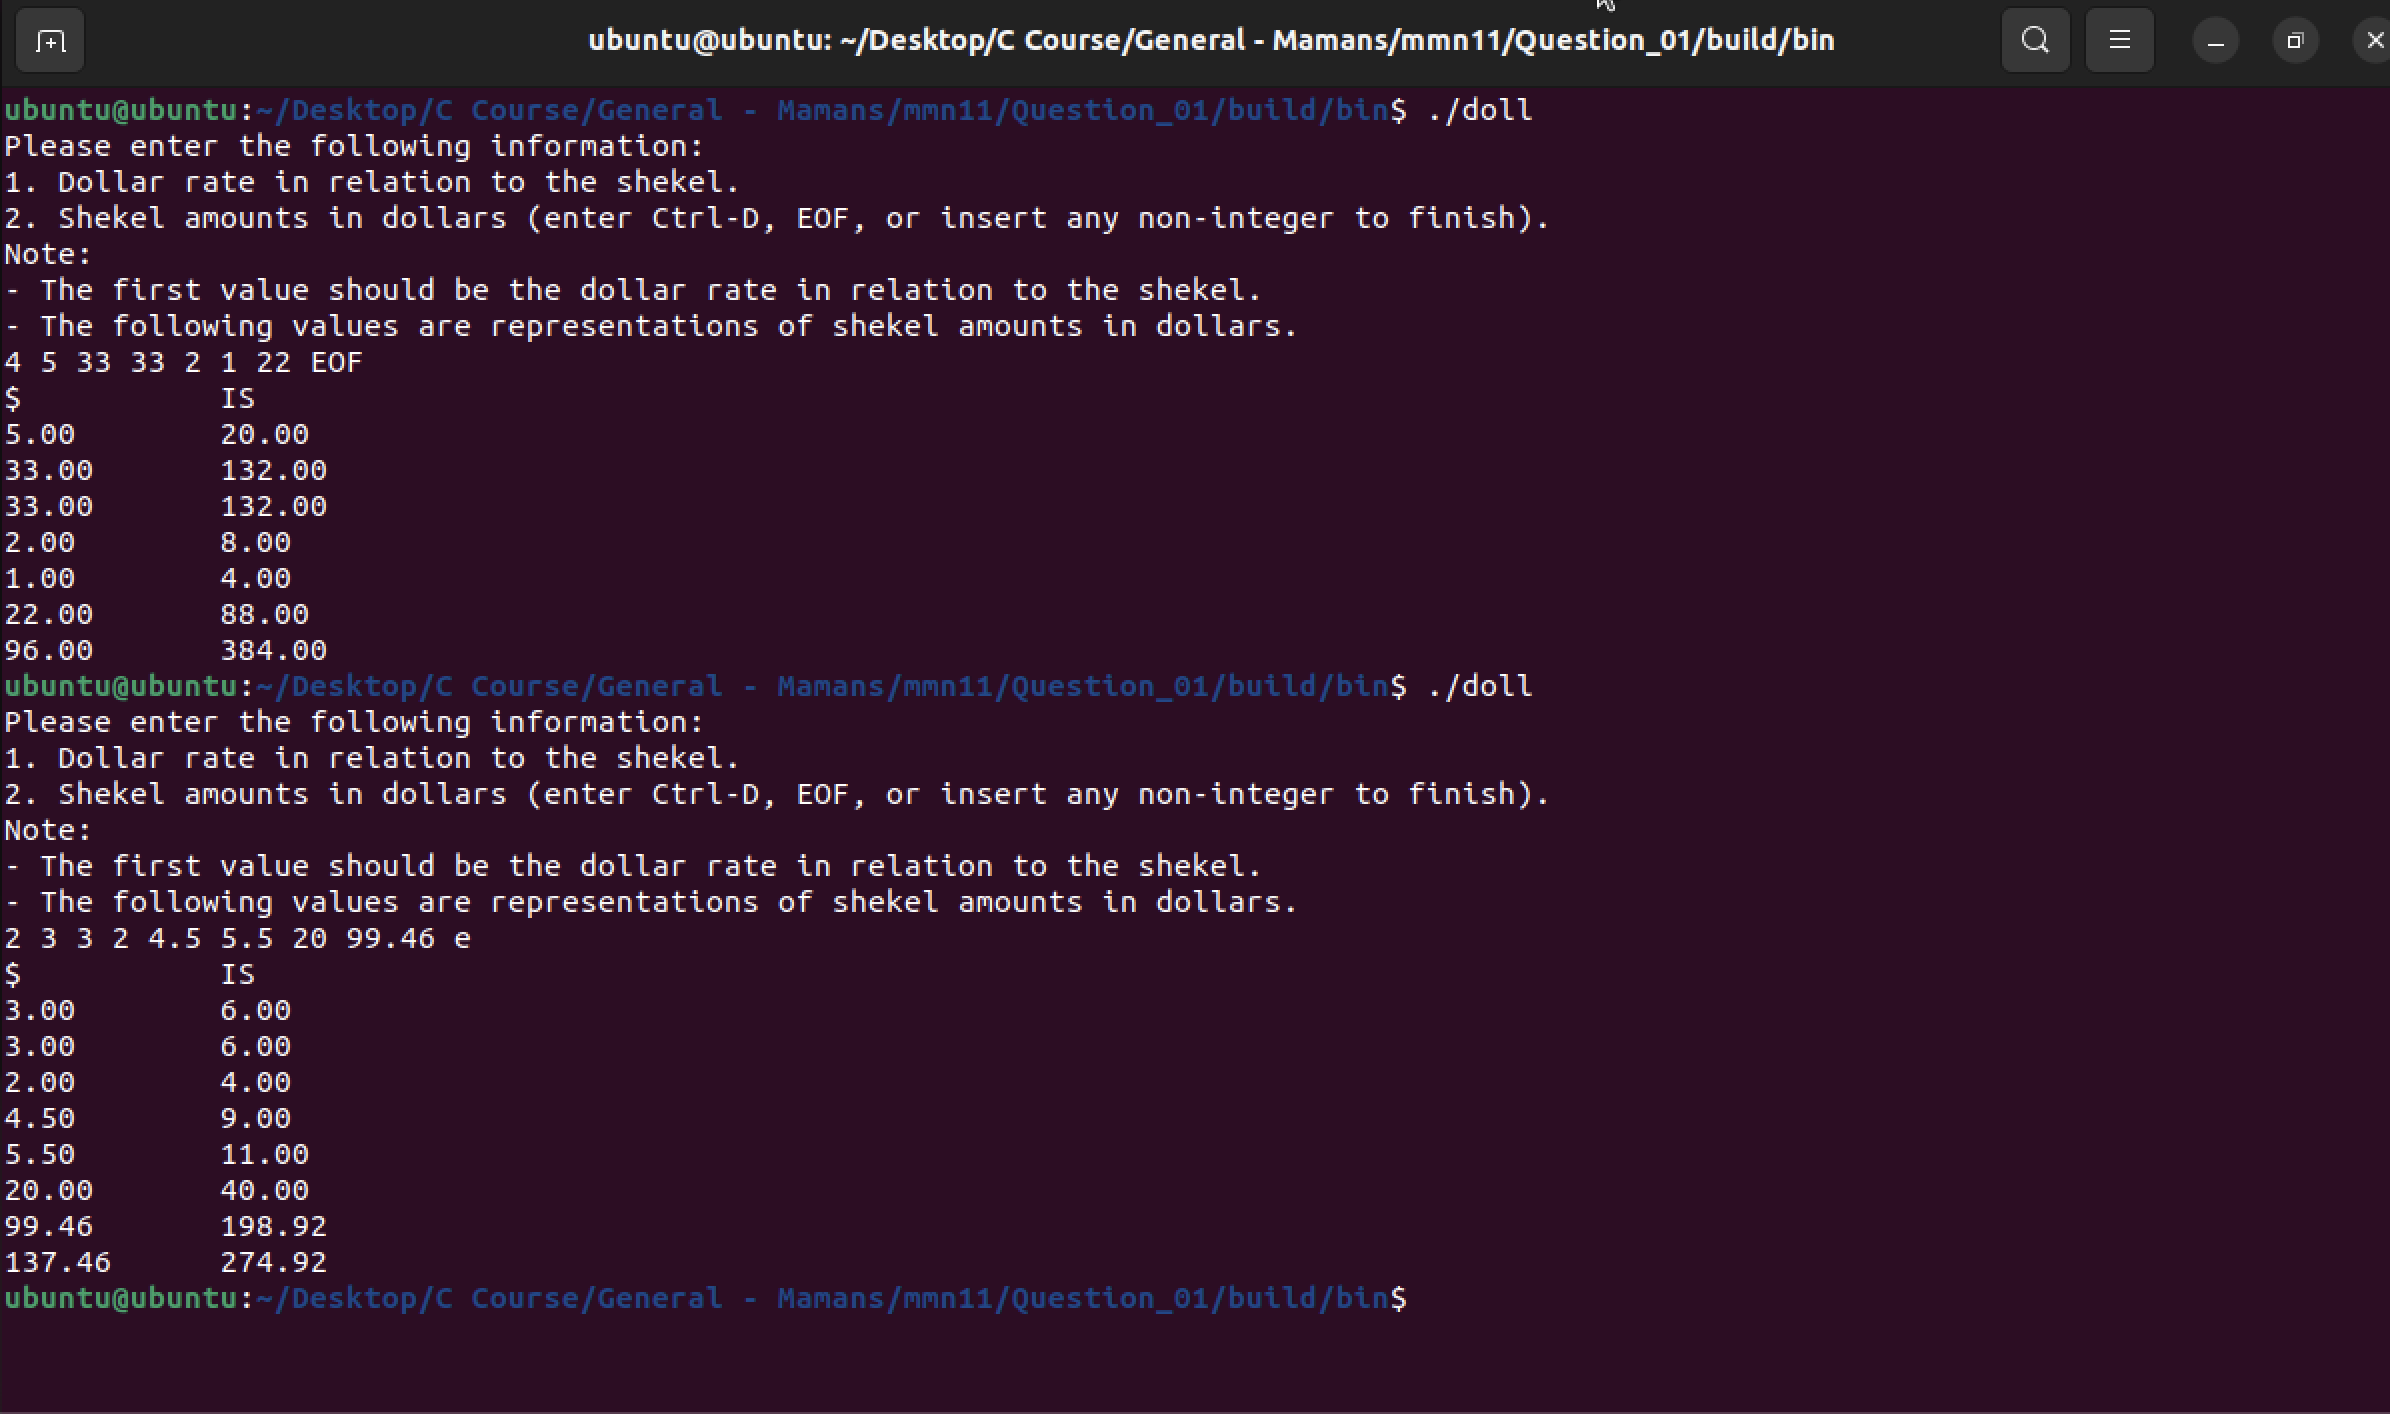 ubuntu@ubuntu: ~/Desktop/C Course/General - Mamans/mmn11/Question_01/build/bin
ubuntu@ubuntu:~/Desktop/C Course/General - Mamans/mmn11/Question_01/build/bin$ ./doll
Please enter the following information:
1. Dollar rate in relation to the shekel.
2. Shekel amounts in dollars (enter Ctrl-D, EOF, or insert any non-integer to finish).
Note:
- The first value should be the dollar rate in relation to the shekel.
- The following values are representations of shekel amounts in dollars.
4 5 33 33 2 1 22 EOF
$ IS
5.00 20.00
33.00 132.00
33.00 132.00
2.00 8.00
1.00 4.00
22.00 88.00
96.00 384.00
ubuntu@ubuntu:~/Desktop/C Course/General - Mamans/mmn11/Question_01/build/bin$ ./doll
Please enter the following information:
1. Dollar rate in relation to the shekel.
2. Shekel amounts in dollars (enter Ctrl-D, EOF, or insert any non-integer to finish).
Note:
- The first value should be the dollar rate in relation to the shekel.
- The following values are representations of shekel amounts in dollars.
2 3 3 2 4.5 5.5 20 99.46 e
$ IS
3.00 6.00
3.00 6.00
2.00 4.00
4.50 9.00
5.50 11.00
20.00 40.00
99.46 198.92
137.46 274.92
ubuntu@ubuntu:~/Desktop/C Course/General - Mamans/mmn11/Question_01/build/bin$